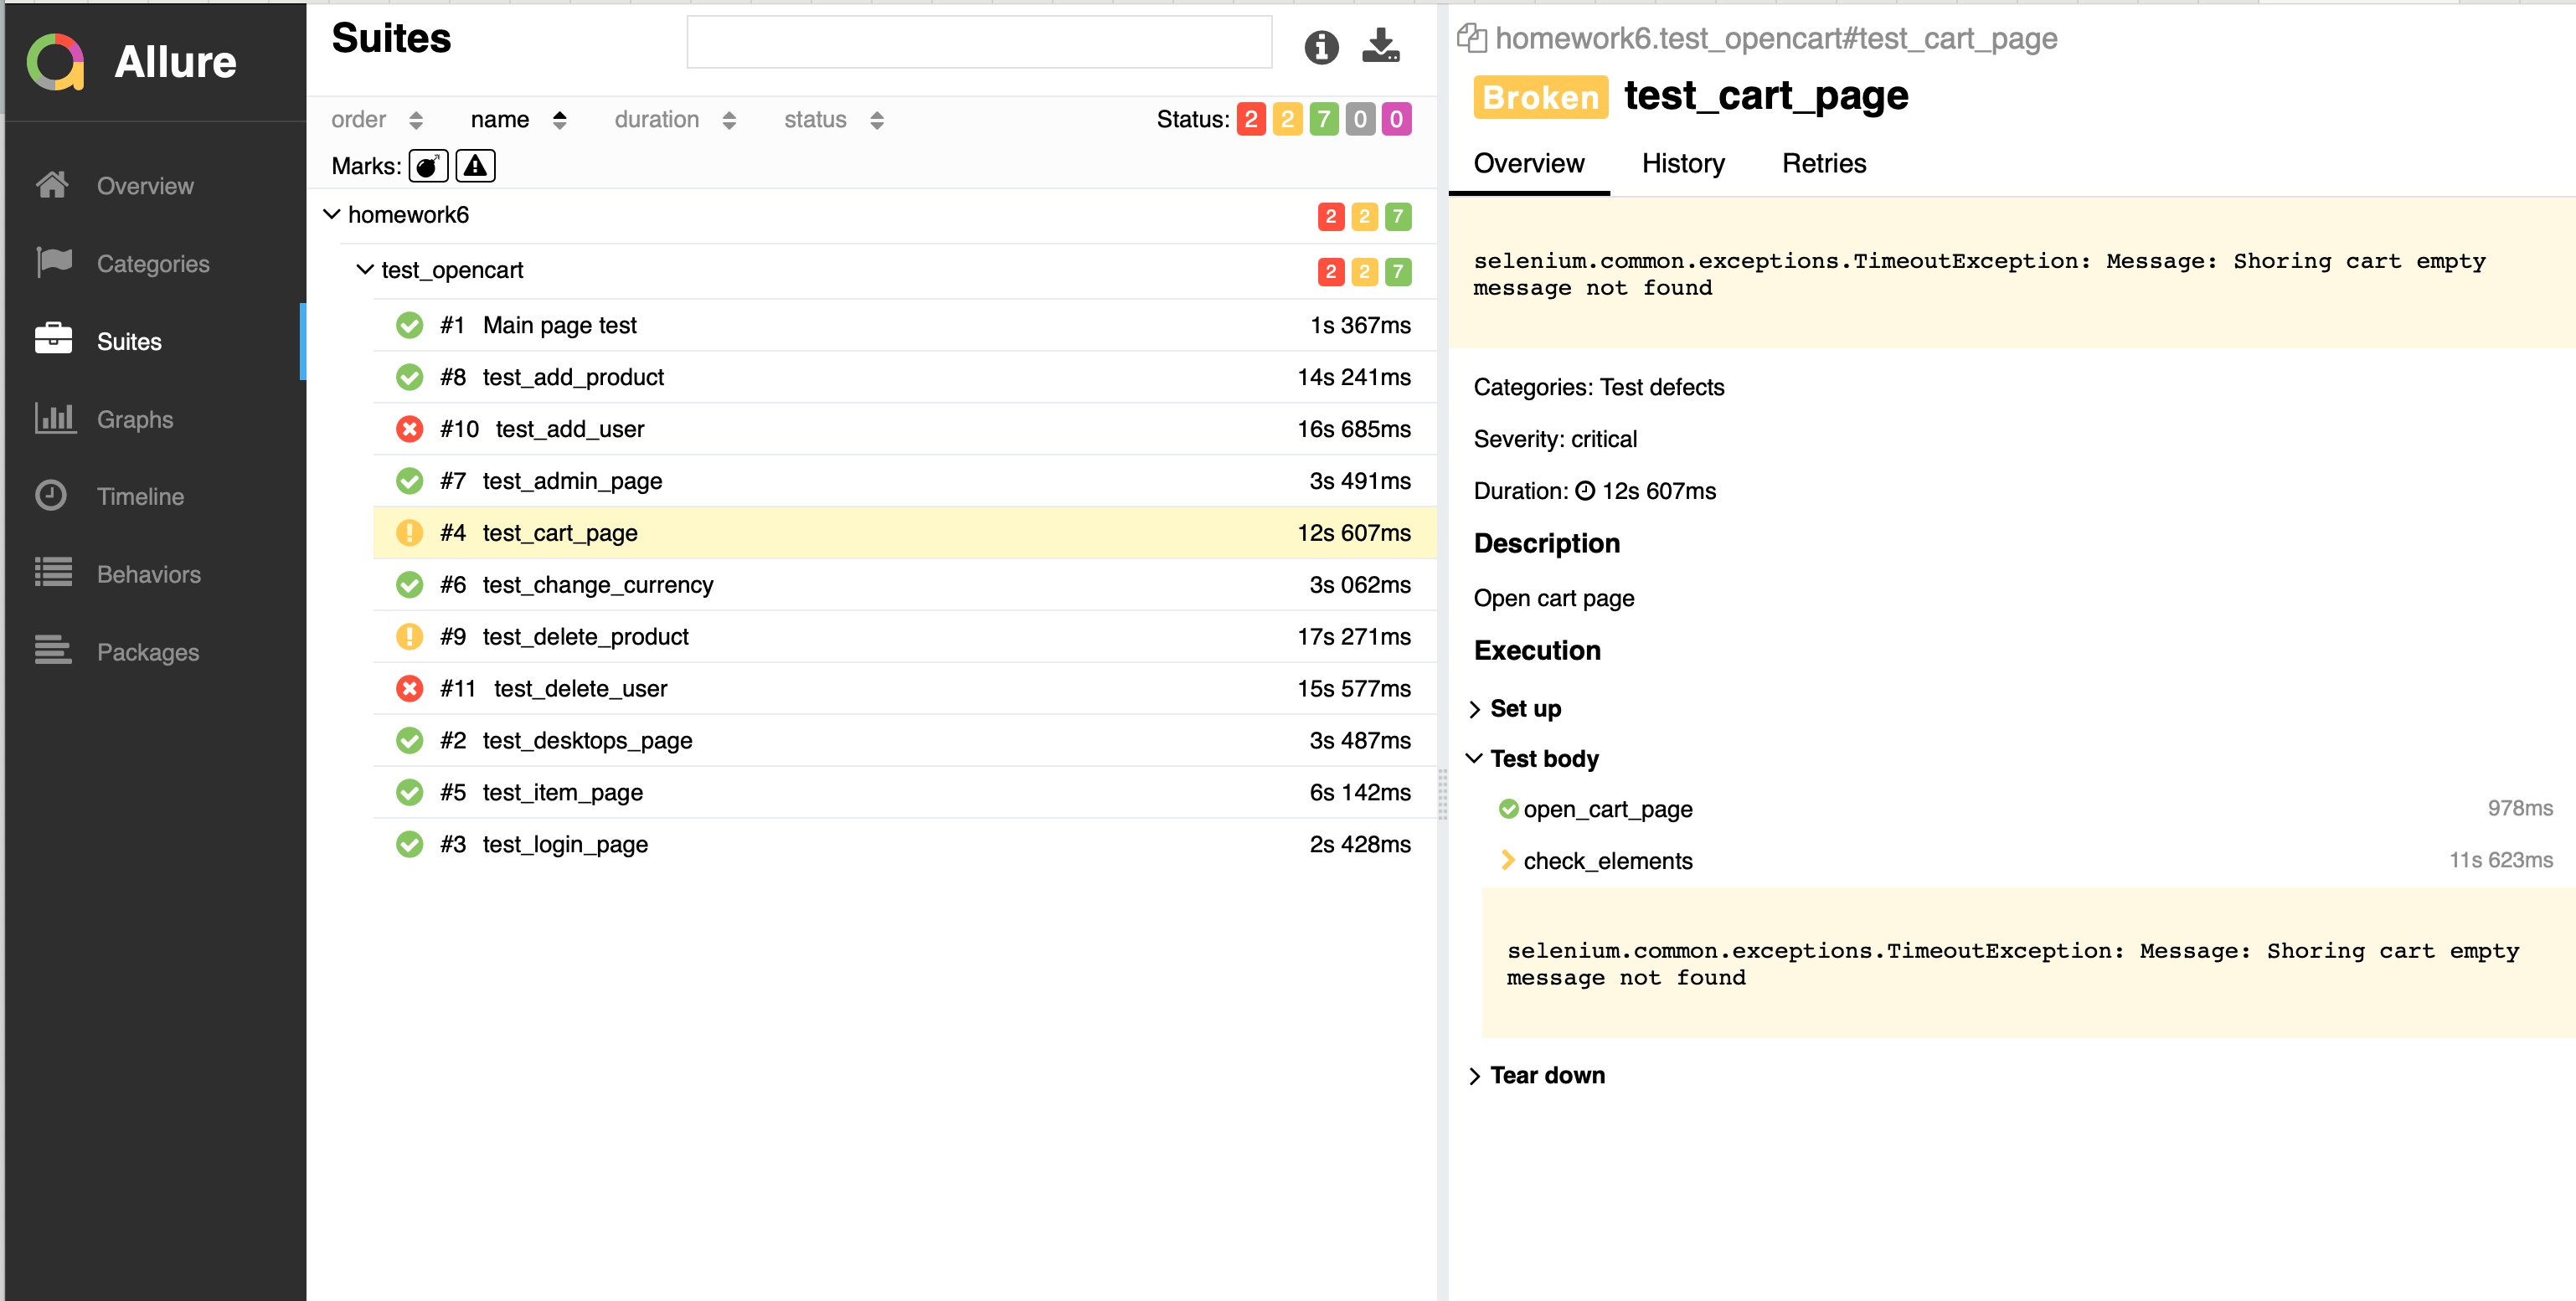 Allure
Overview
Categories
Suites
Graphs
Timeline
Behaviors
Packages
Suites
order name duration status Status: 2 2 7 0 0
Marks:
homework6 2 2 7
test_opencart 2 2 7
#1 Main page test 1s 367ms
#8 test_add_product 14s 241ms
#10 test_add_user 16s 685ms
#7 test_admin_page 3s 491ms
#4 test_cart_page 12s 607ms
#6 test_change_currency 3s 062ms
#9 test_delete_product 17s 271ms
#11 test_delete_user 15s 577ms
#2 test_desktops_page 3s 487ms
#5 test_item_page 6s 142ms
#3 test_login_page 2s 428ms
homework6.test_opencart#test_cart_page
Broken test_cart_page
Overview History Retries
selenium.common.exceptions.TimeoutException: Message: Shoring cart empty
message not found
Categories: Test defects
Severity: critical
Duration: 12s 607ms
Description
Open cart page
Execution
Set up
Test body
open_cart_page 978ms
check_elements 11s 623ms
selenium.common.exceptions.TimeoutException: Message: Shoring cart empty
message not found
Tear down